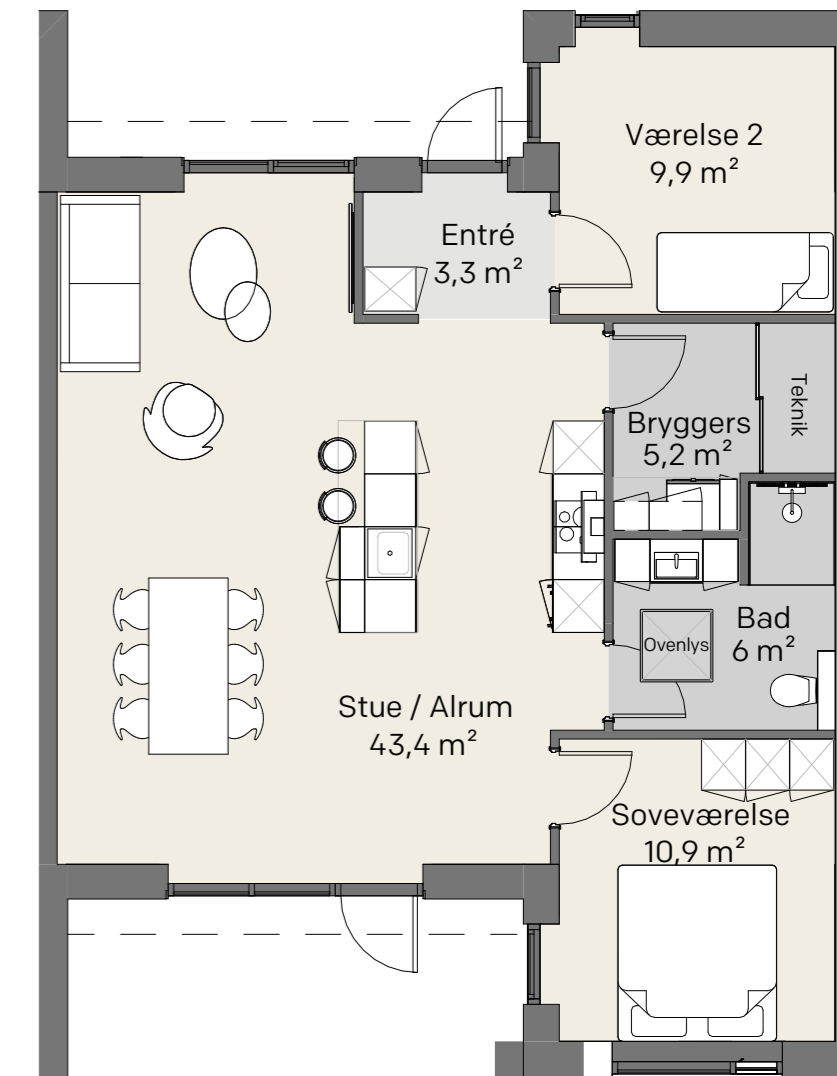 Værelse 2
9,9 m²
Entré
3,3 m²
Teknik
Bryggers
5,2 m²
Bad
6 m²
Ovenlys
Stue / Alrum
43,4 m²
Soveværelse
10,9 m²